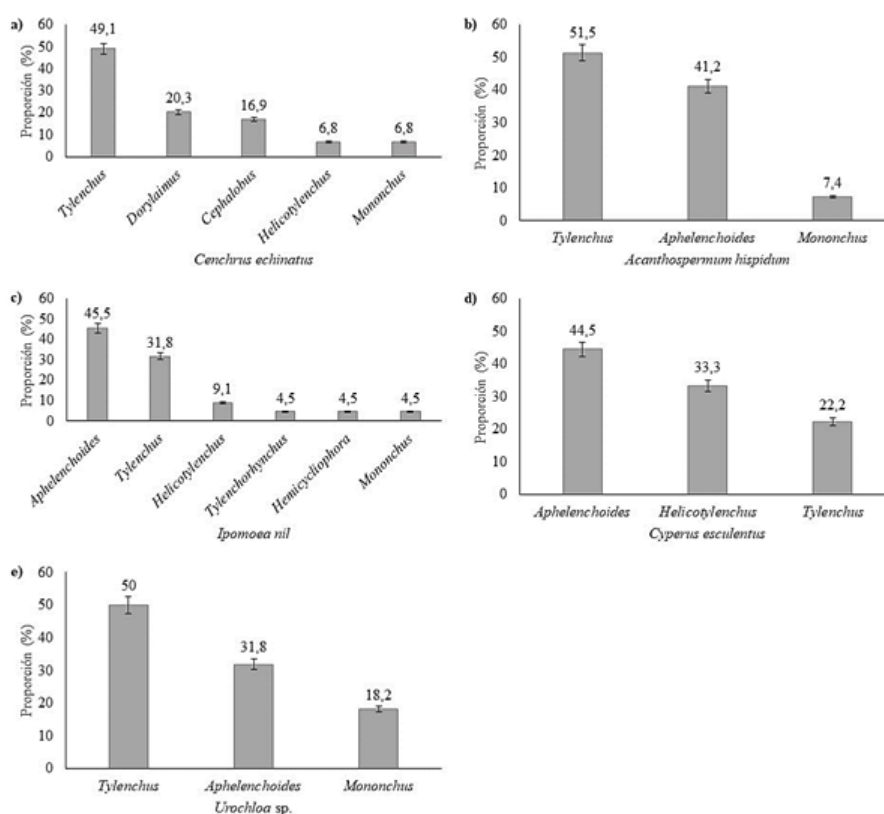 a)
Proporción (%)
60
50
40
30
20
10
0
49,1
20,3
16,9
6,8
6,8
Tylenchus
Dorylaimus
Cephalobus
Helicotylenchus
Mononchus
Cenchrus echinatus
b)
Proporción (%)
60
50
40
30
20
10
0
51,5
41,2
7,4
Tylenchus
Aphelenchoides
Mononchus
Acanthospermum hispidum
c)
Proporción (%)
60
50
40
30
20
10
0
45,5
31,8
9,1
4,5
4,5
4,5
Aphelenchoides
Tylenchus
Helicotylenchus
Tylenchorhynchus
Hemicycliophora
Mononchus
Ipomoea nil
d)
Proporción (%)
60
50
40
30
20
10
0
44,5
33,3
22,2
Aphelenchoides
Helicotylenchus
Tylenchus
Cyperus esculentus
e)
Proporción (%)
60
50
40
30
20
10
0
50
31,8
18,2
Tylenchus
Aphelenchoides
Mononchus
Urochloa sp.